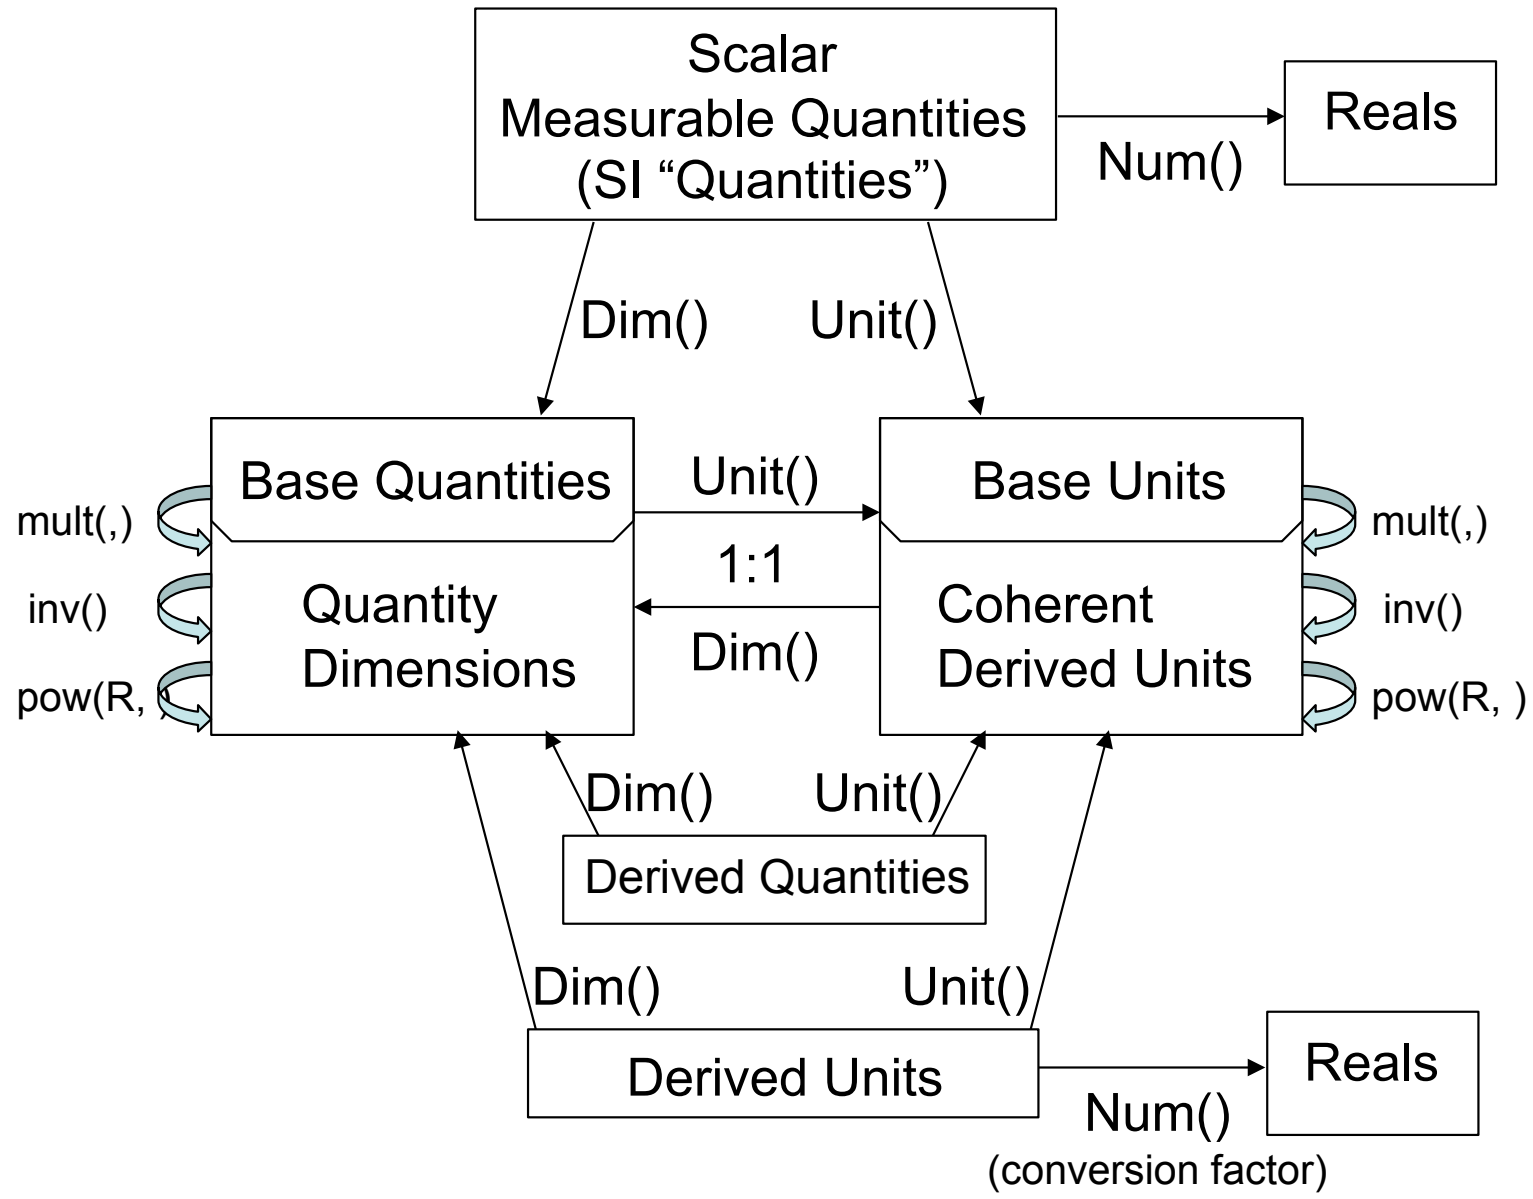 Scalar
Measurable Quantities
(SI “Quantities”)
Reals
Num()
Dim()
Unit()
Base Quantities
Unit()
Base Units
mult(,)
mult(,)
1:1
Quantity
Dimensions
Coherent
Derived Units
inv()
inv()
Dim()
pow(R, )
pow(R, )
Dim()
Unit()
Derived Quantities
Dim()
Unit()
Derived Units
Reals
Num()
(conversion factor)